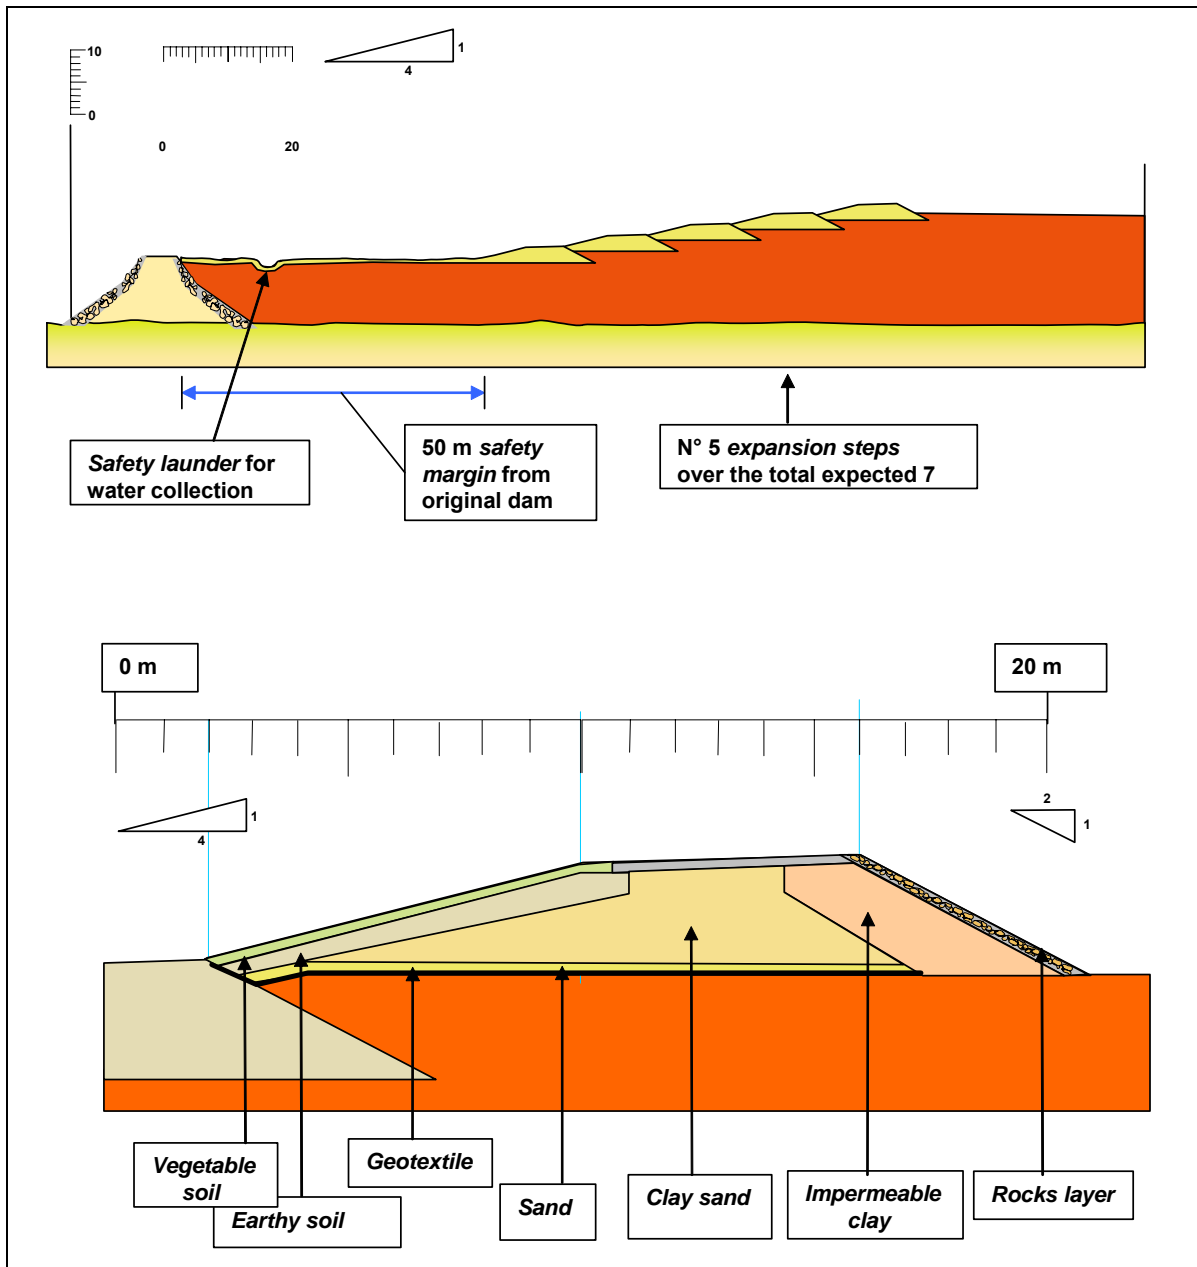 10
0
0
20
1
4
Safety launder for
water collection
50 m safety
margin from
original dam
N° 5 expansion steps
over the total expected 7
0 m
20 m
1
4
2
1
Vegetable
soil
Earthy soil
Geotextile
Sand
Clay sand
Impermeable
clay
Rocks layer